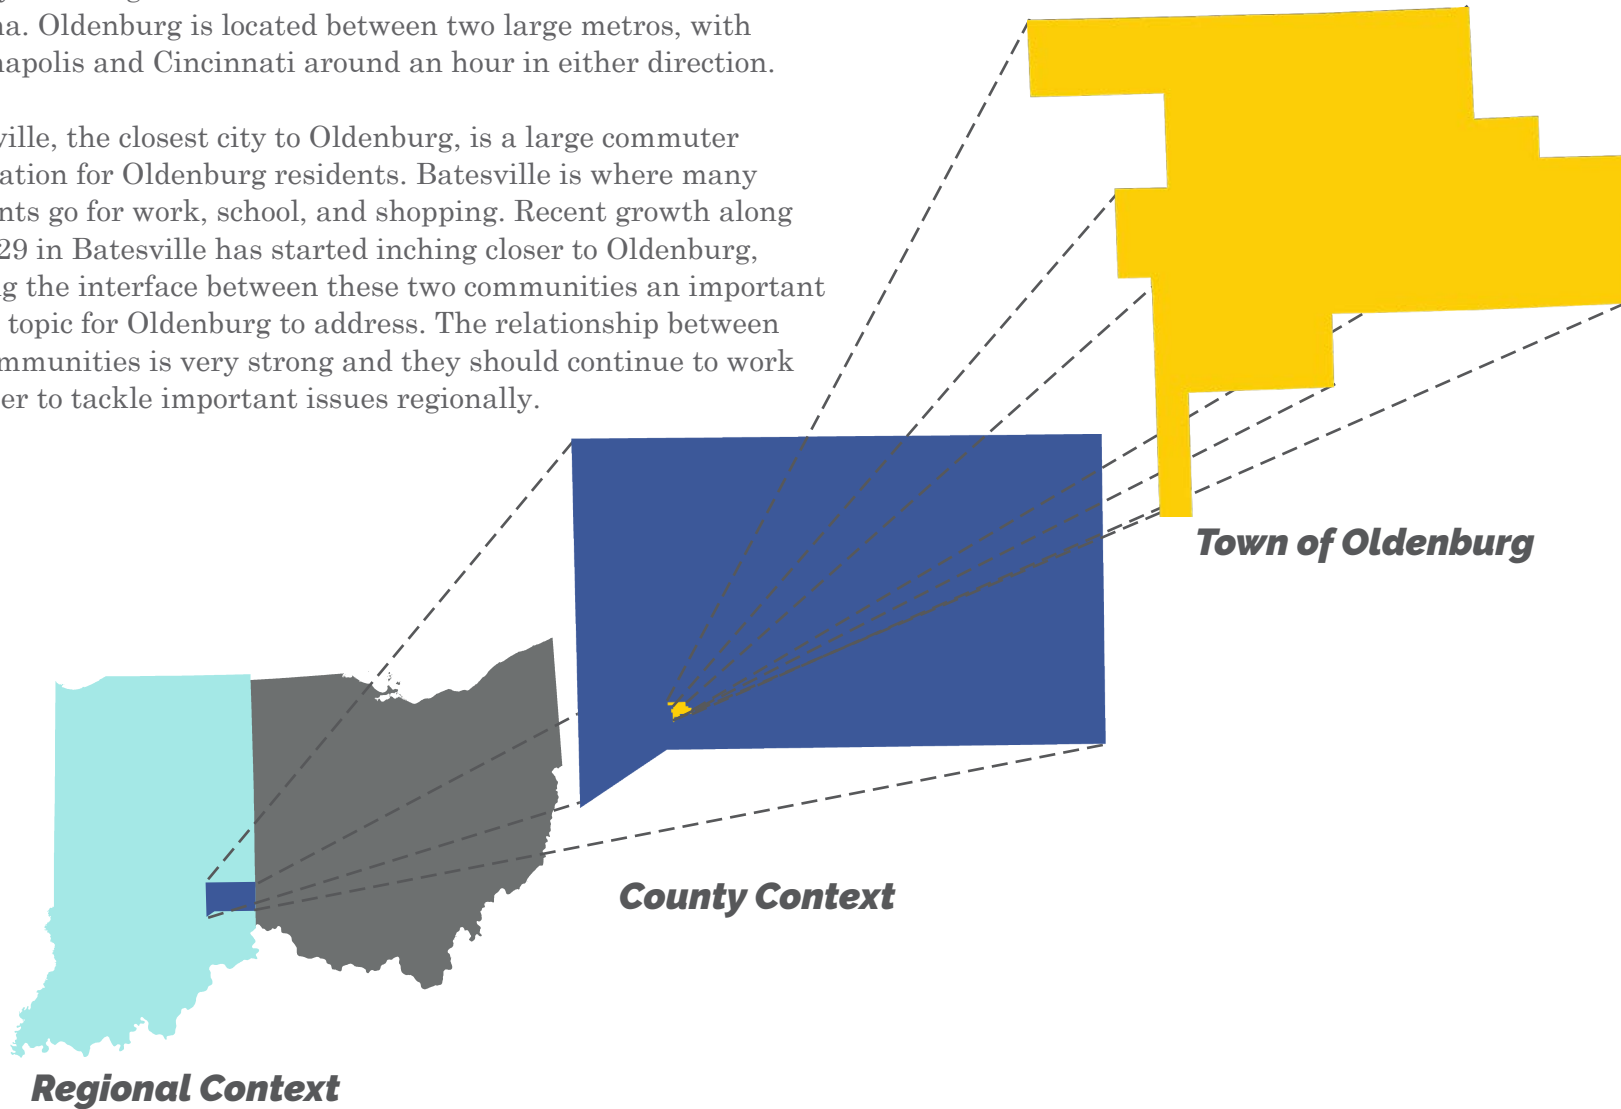 na. Oldenburg is located between two large metros, with
napolis and Cincinnati around an hour in either direction.
ville, the closest city to Oldenburg, is a large commuter
ation for Oldenburg residents. Batesville is where many
nts go for work, school, and shopping. Recent growth along
29 in Batesville has started inching closer to Oldenburg,
g the interface between these two communities an important
topic for Oldenburg to address. The relationship between
mmunities is very strong and they should continue to work
er to tackle important issues regionally.
Town of Oldenburg
County Context
Regional Context